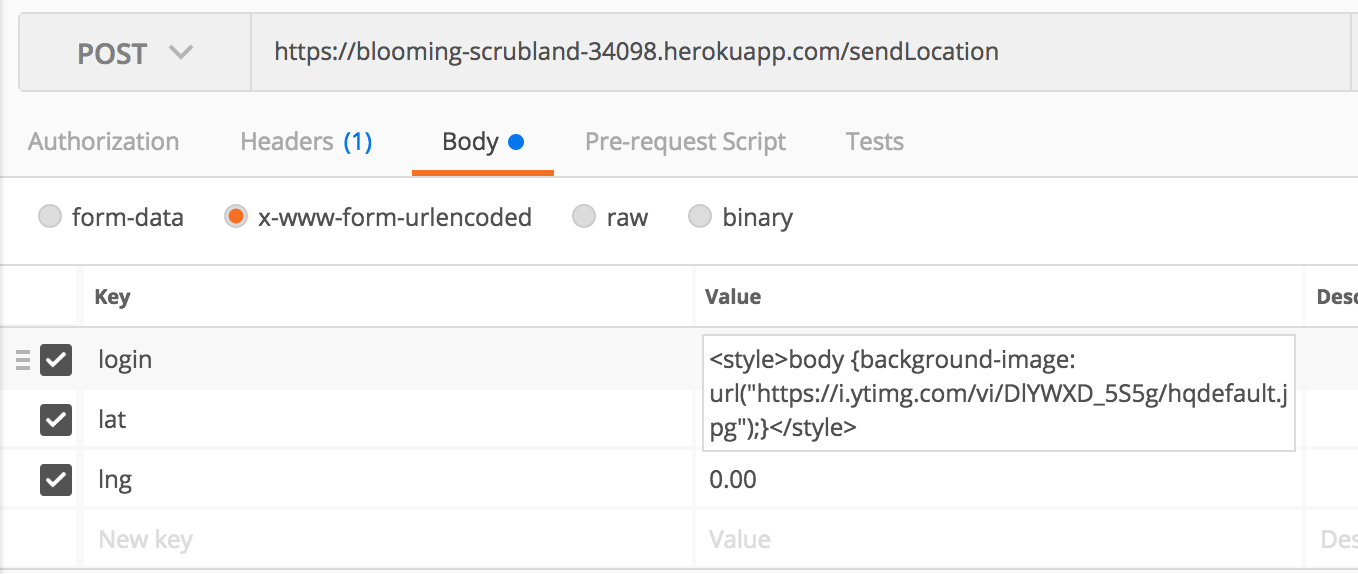 POST https://blooming-scrubland-34098.herokuapp.com/sendLocation
Authorization Headers (1) Body Pre-request Script Tests
form-data x-www-form-urlencoded raw binary
Key Value Desc
login <style>body {background-image:
url("https://i.ytimg.com/vi/DlYWXD_5S5g/hqdefault.j
pg");}</style>
lat
lng 0.00
New key Value Des